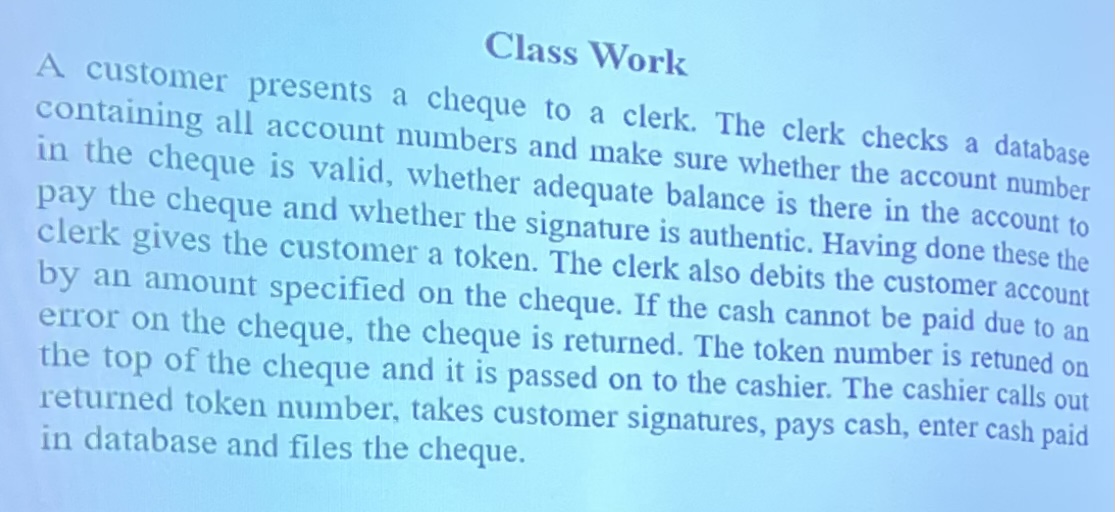 Class Work
A customer presents a cheque to a clerk. The clerk checks a database
containing all account numbers and make sure whether the account number
in the cheque is valid, whether adequate balance is there in the account to
pay the cheque and whether the signature is authentic. Having done these the
clerk gives the customer a token. The clerk also debits the customer account
by an amount specified on the cheque. If the cash cannot be paid due to an
error on the cheque, the cheque is returned. The token number is retuned on
the top of the cheque and it is passed on to the cashier. The cashier calls out
returned token number, takes customer signatures, pays cash, enter cash paid
in database and files the cheque.